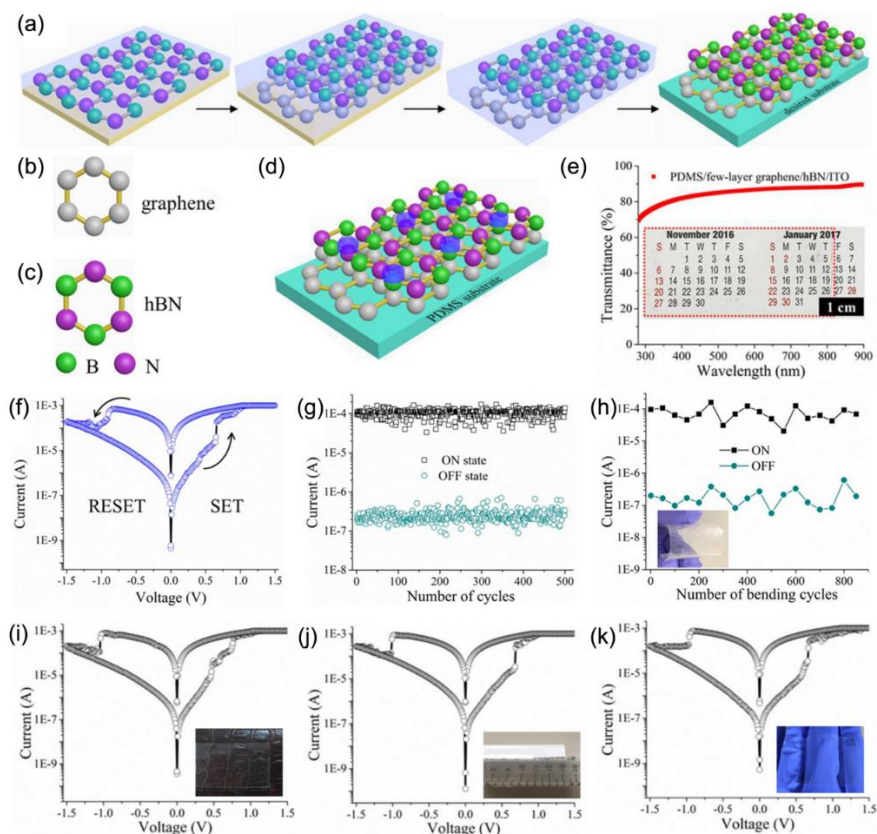 (a)
desired substrate
(b)
graphene
(c)
hBN
B N
(d)
PDMS substrate
(e)
Transmittance (%)
100
80
60
40
20
0
PDMS/few-layer graphene/hBN/ITO
November 2016
S M T W T F S
1 2 3 4 5
6 7 8 9 10 11 12
13 14 15 16 17 18 19
20 21 22 23 24 25 26
27 28 29 30
January 2017
S M T W T F S
1 2 3 4 5 6 7
8 9 10 11 12 13 14
15 16 17 18 19 20 21
22 23 24 25 26 27 28
29 30 31
1 cm
300 400 500 600 700 800 900
Wavelength (nm)
(f)
Current (A)
1E-3
1E-5
1E-7
1E-9
RESET SET
-1.5 -1.0 -0.5 0.0 0.5 1.0 1.5
Voltage (V)
(g)
Current (A)
1E-3
1E-4
1E-5
1E-6
1E-7
1E-8
ON state
OFF state
0 100 200 300 400 500
Number of cycles
(h)
Current (A)
1E-4
1E-5
1E-6
1E-7
1E-8
1E-9
ON
OFF
0 200 400 600 800
Number of bending cycles
(i)
Current (A)
1E-3
1E-5
1E-7
1E-9
-1.5 -1.0 -0.5 0.0 0.5 1.0 1.5
Voltage (V)
(j)
Current (A)
1E-3
1E-5
1E-7
1E-9
-1.5 -1.0 -0.5 0.0 0.5 1.0 1.5
Voltage (V)
(k)
Current (A)
1E-3
1E-5
1E-7
1E-9
-1.5 -1.0 -0.5 0.0 0.5 1.0 1.5
Voltage (V)